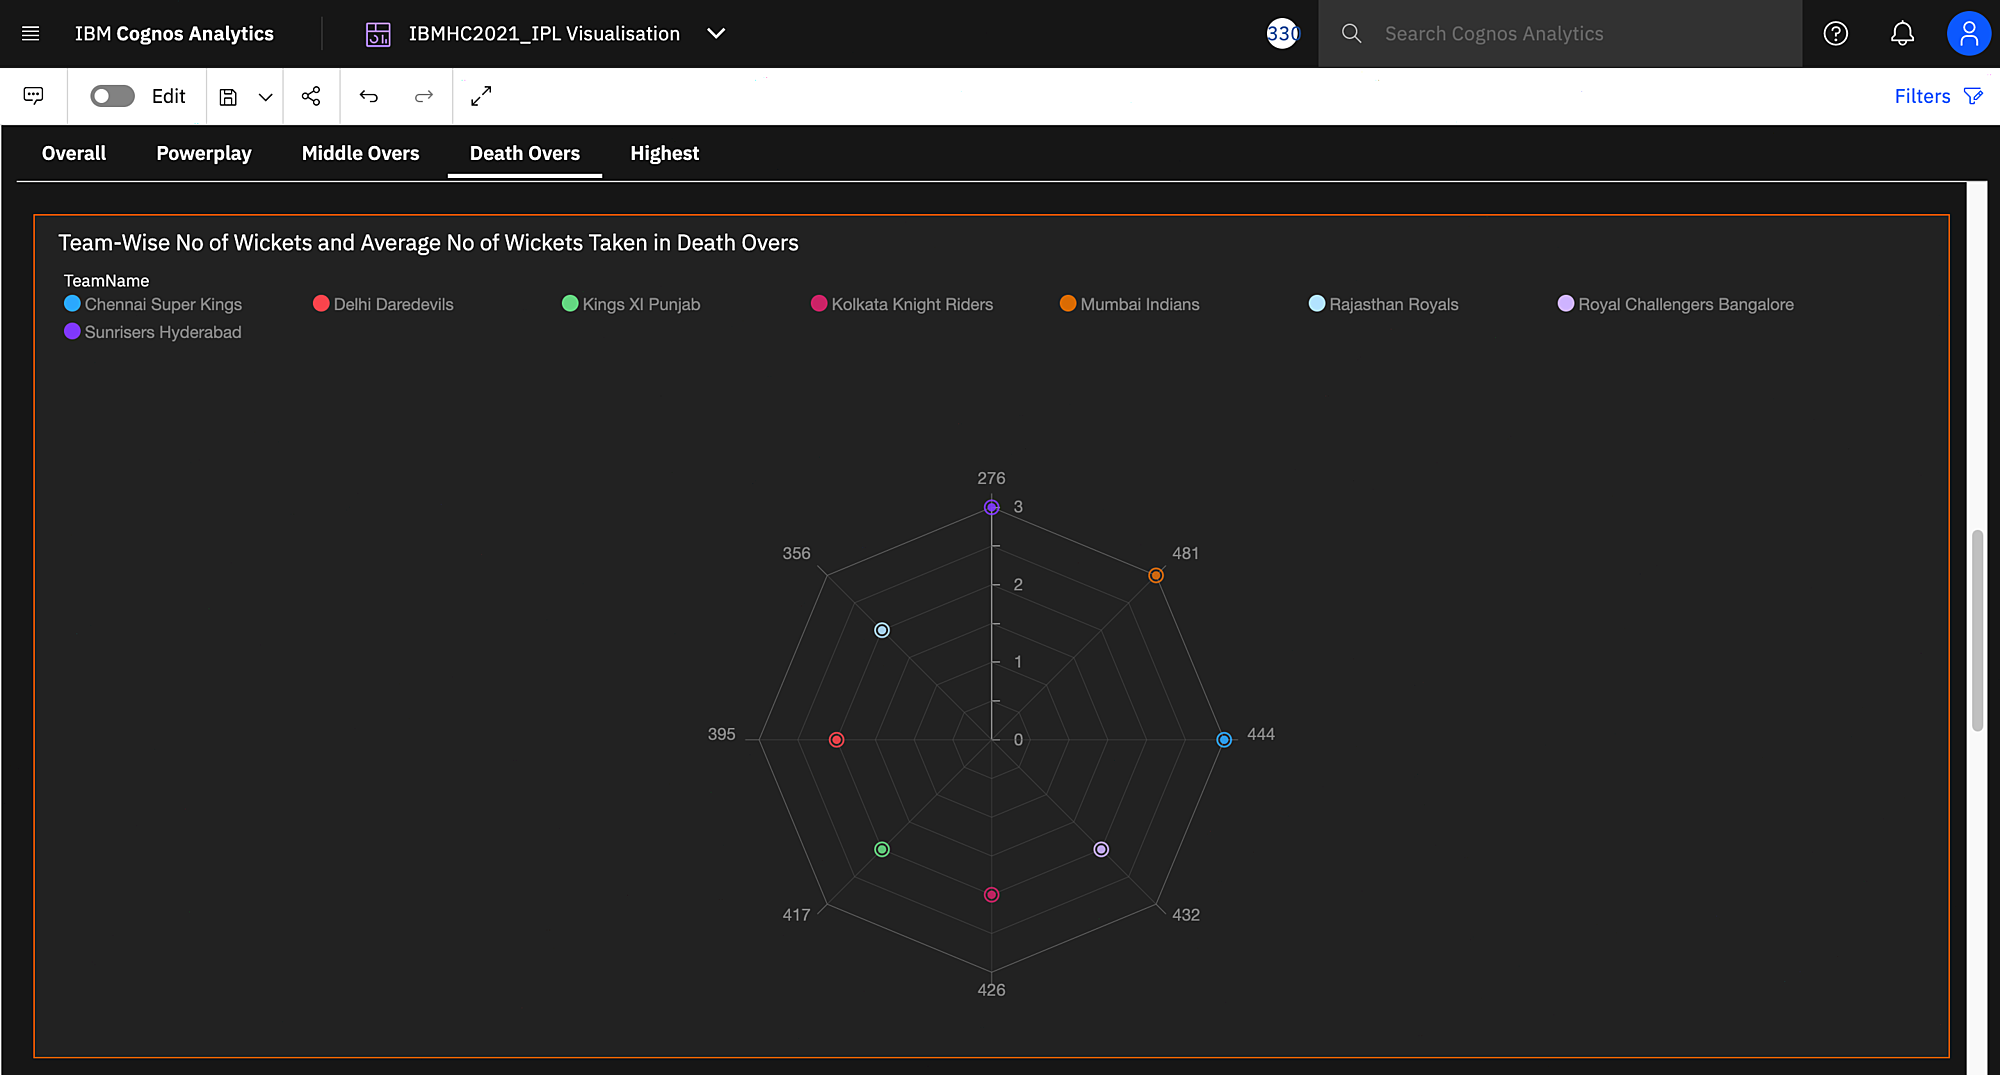 IBM Cognos Analytics
IBMHC2021_IPL Visualisation
330
Search Cognos Analytics
Edit
Filters
Overall Powerplay Middle Overs Death Overs Highest
Team-Wise No of Wickets and Average No of Wickets Taken in Death Overs
TeamName
Chennai Super Kings Delhi Daredevils Kings XI Punjab Kolkata Knight Riders Mumbai Indians Rajasthan Royals Royal Challengers Bangalore
Sunrisers Hyderabad
276
3
356
481
2
1
395
0
444
417
432
426